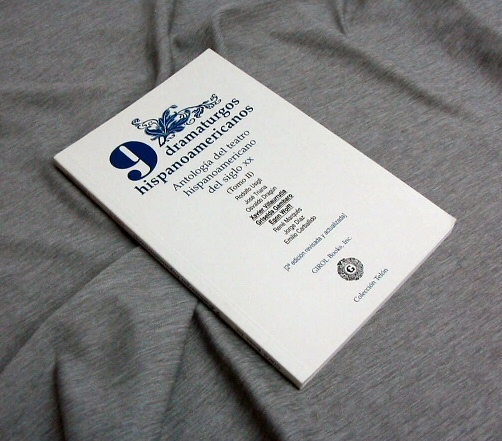 9 dramaturgos
hispanoamericanos
Antología del teatro
hispanoamericano
del siglo XX
(Tomo II)
Rodolfo Usigli
José Triana
Osvaldo Dragún
Xavier Villaurrutia
Griselda Gambaro
Egon Wolff
René Marqués
Jorge Díaz
Emilio Carballido
[2ª edición revisada y actualizada]
GIROL Books, Inc.
G
Colección Telón